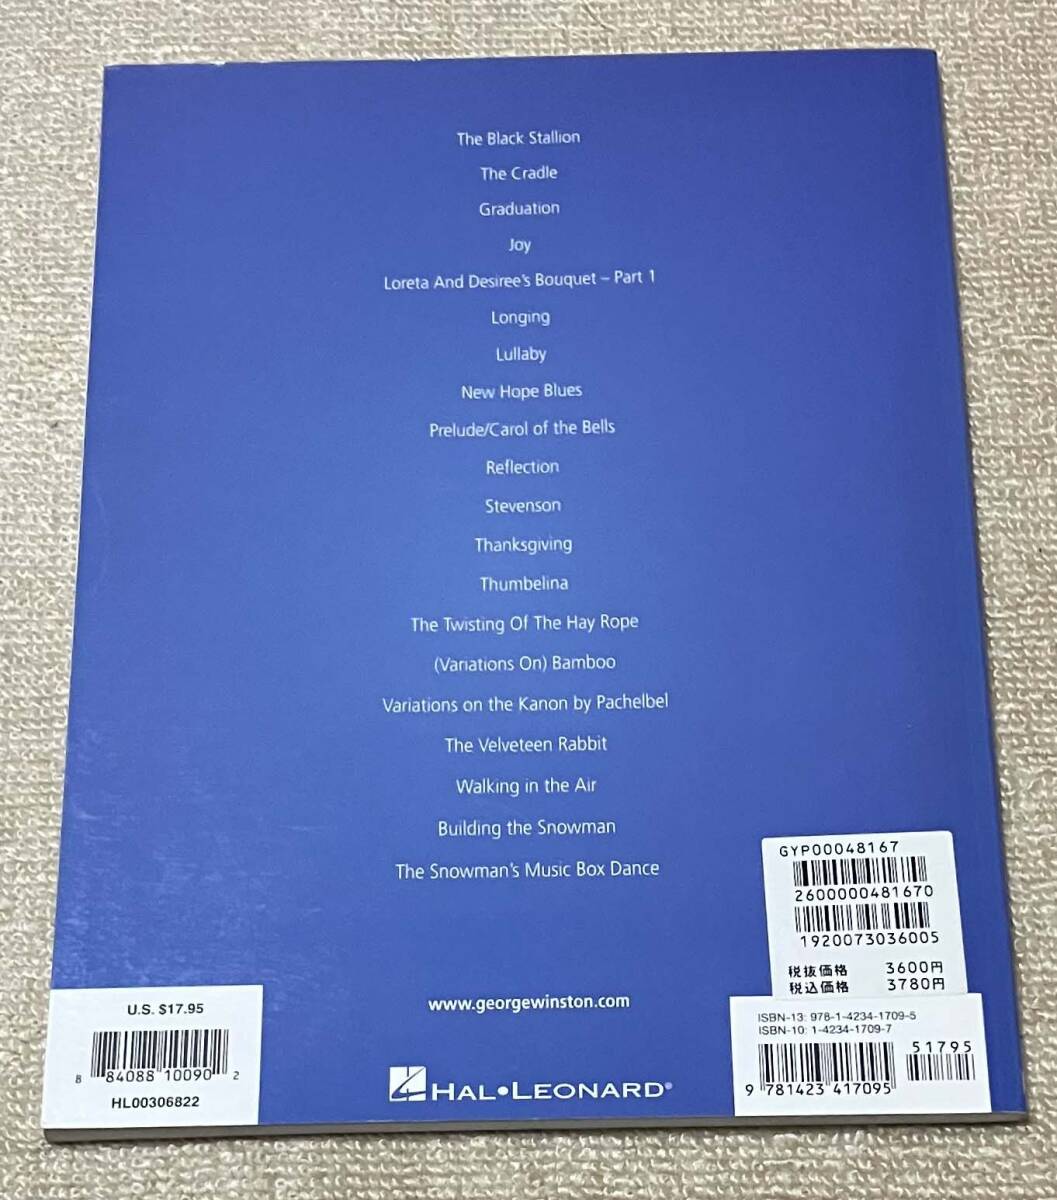 The Black Stallion
The Cradle
Graduation
Joy
Loreta And Desiree's Bouquet – Part 1
Longing
Lullaby
New Hope Blues
Prelude/Carol of the Bells
Reflection
Stevenson
Thanksgiving
Thumbelina
The Twisting Of The Hay Rope
(Variations On) Bamboo
Variations on the Kanon by Pachelbel
The Velveteen Rabbit
Walking in the Air
Building the Snowman
The Snowman's Music Box Dance
www.georgewinston.com
HAL•LEONARD®
U.S. $17.95
8 84088 10090 2
HL00306822
GYP00048167
2600000481670
1920073036005
税抜価格 3600円
税込価格 3780円
ISBN-13: 978-1-4234-1709-5
ISBN-10: 1-4234-1709-7
51795
9 781423 417095